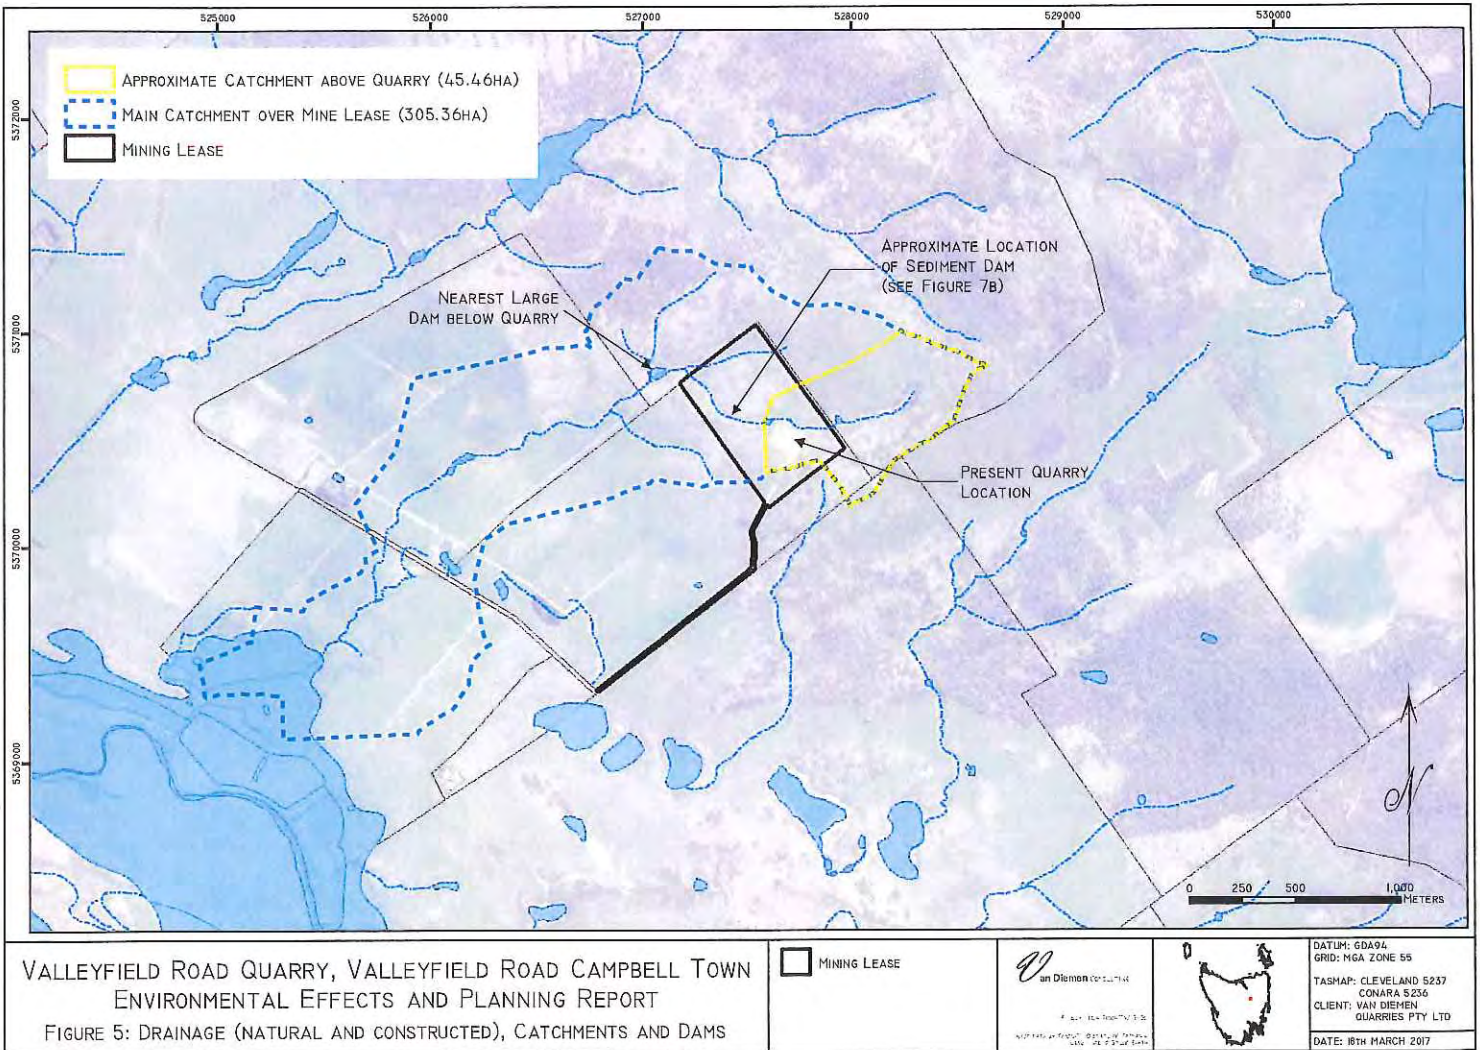 525000
526000
527000
528000
529000
530000
5372000
5371000
5370000
5369000
APPROXIMATE CATCHMENT ABOVE QUARRY (45.46HA)
MAIN CATCHMENT OVER MINE LEASE (305.36HA)
MINING LEASE
APPROXIMATE LOCATION
OF SEDIMENT DAM
(SEE FIGURE 7B)
NEAREST LARGE
DAM BELOW QUARRY
PRESENT QUARRY
LOCATION
N
0 250 500 1,000
METERS
VALLEYFIELD ROAD QUARRY, VALLEYFIELD ROAD CAMPBELL TOWN
ENVIRONMENTAL EFFECTS AND PLANNING REPORT
FIGURE 5: DRAINAGE (NATURAL AND CONSTRUCTED), CATCHMENTS AND DAMS
MINING LEASE
Van Diemen
DATUM: GDA94
GRID: MGA ZONE 55
TASMAP: CLEVELAND 5237
CONARA 5236
CLIENT: VAN DIEMEN
QUARRIES PTY LTD
DATE: 18TH MARCH 2017